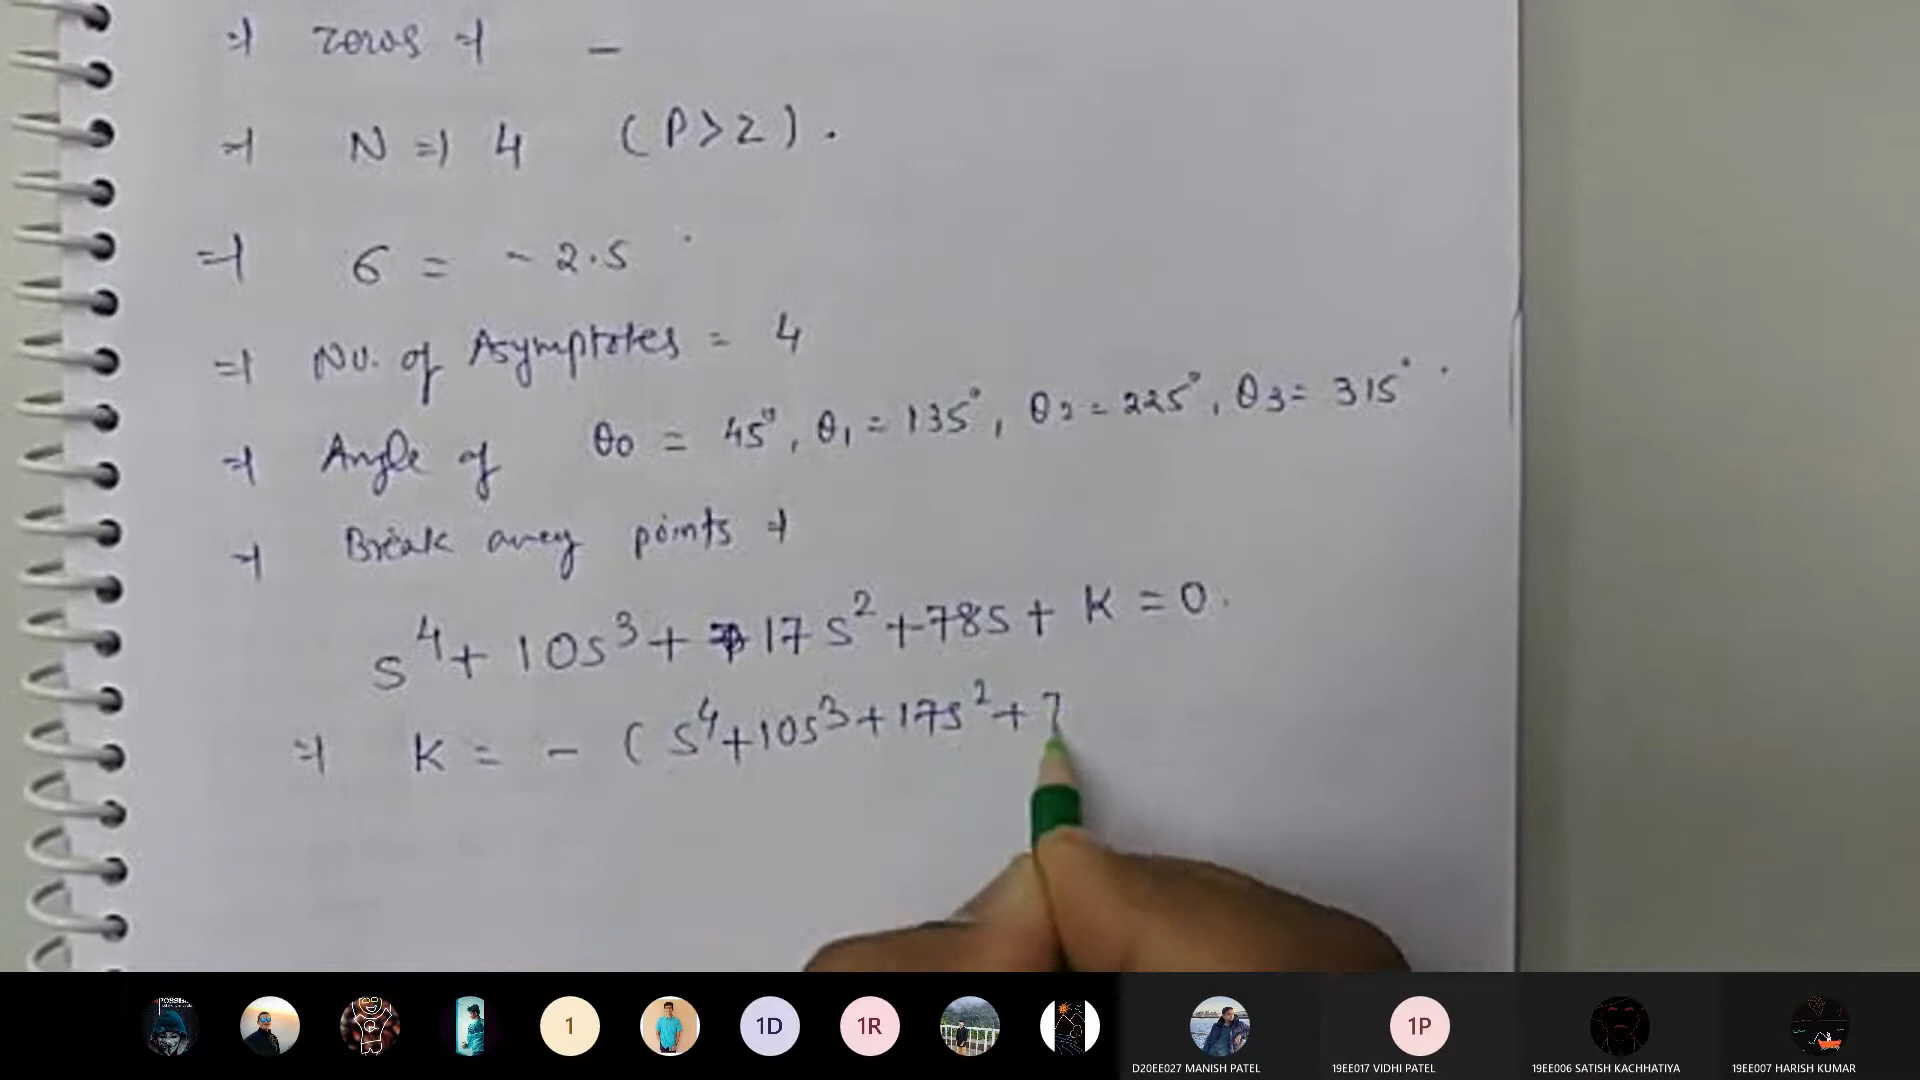 ⇒ zeros ⇒ -
⇒ N ⇒ 4 (P>Z).
⇒ σ = - 2.5
⇒ No. of Asymptotes = 4
⇒ Angle of θ0 = 45°, θ1 = 135°, θ2 = 225°, θ3 = 315°.
⇒ Break away points ⇒
s⁴ + 10s³ + 17s² + 78s + k = 0.
⇒ k = - (s⁴+10s³+17s²+7
POSSIB
1
1D
1R
1P
D20EE027 MANISH PATEL
19EE017 VIDHI PATEL
19EE006 SATISH KACHHATIYA
19EE007 HARISH KUMAR